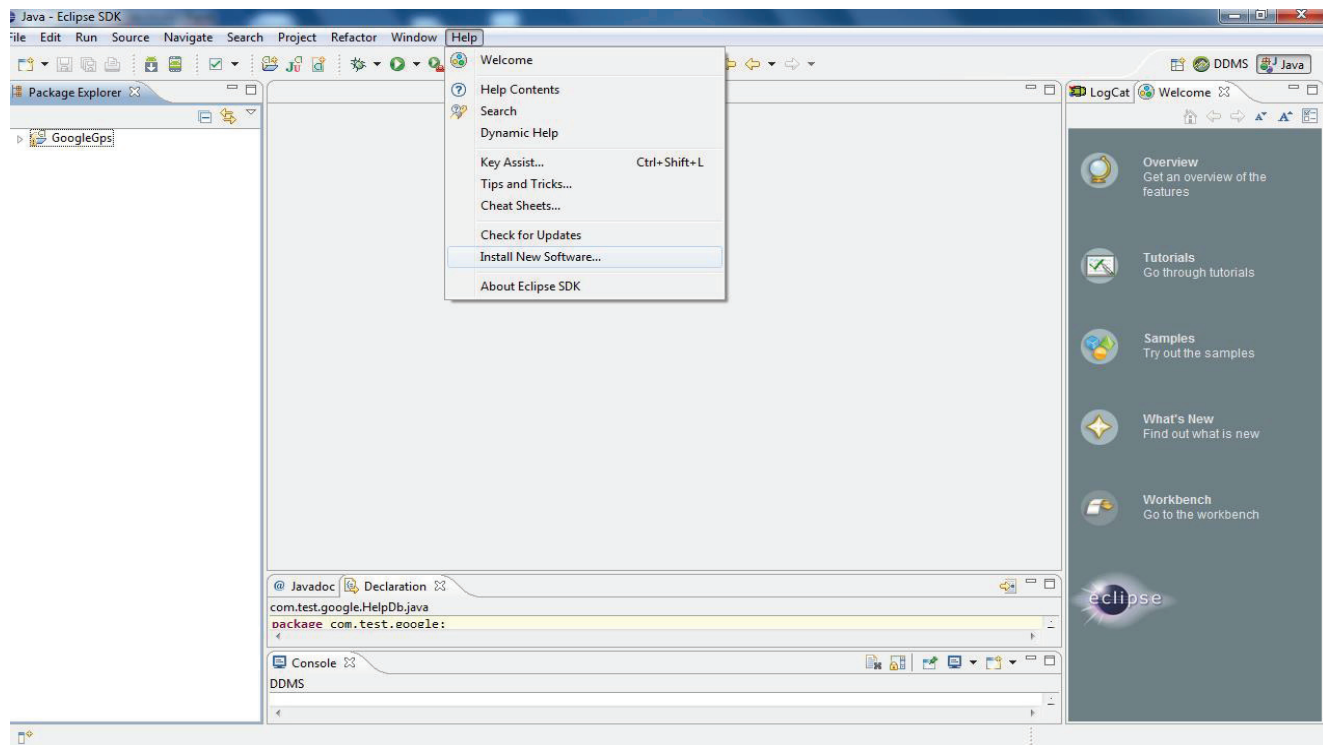 Java - Eclipse SDK
File Edit Run Source Navigate Search Project Refactor Window Help
DDMS Java
Package Explorer
GoogleGps
Welcome
Help Contents
Search
Dynamic Help
Key Assist... Ctrl+Shift+L
Tips and Tricks...
Cheat Sheets...
Check for Updates
Install New Software...
About Eclipse SDK
LogCat Welcome
Overview
Get an overview of the
features
Tutorials
Go through tutorials
Samples
Try out the samples
What's New
Find out what is new
Workbench
Go to the workbench
eclipse
@ Javadoc Declaration
com.test.google.HelpDb.java
package com.test.google;
Console
DDMS